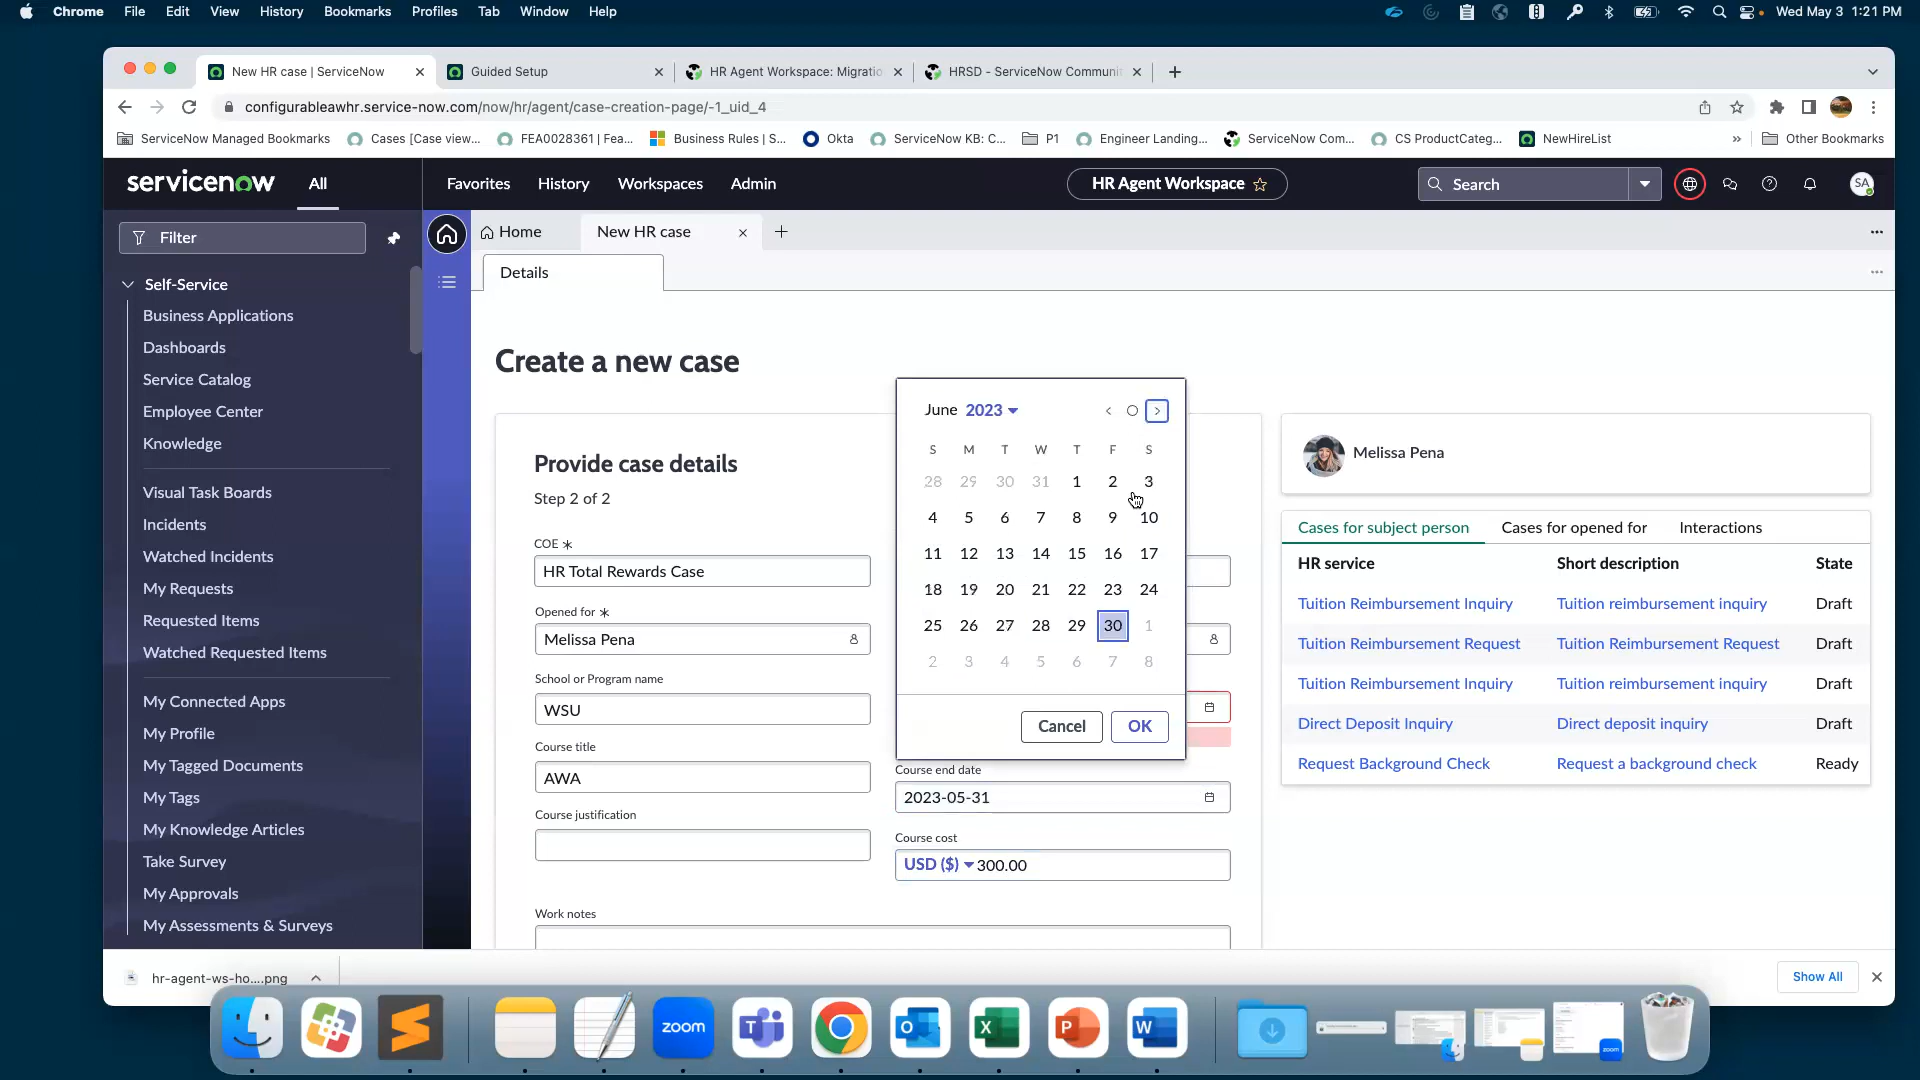 Chrome File Edit View History Bookmarks Profiles Tab Window Help
Wed May 3 1:21 PM
New HR case | ServiceNow
Guided Setup
HR Agent Workspace: Migratio
HRSD - ServiceNow Communi
configurableawhr.service-now.com/now/hr/agent/case-creation-page/-1_uid_4
ServiceNow Managed Bookmarks
Cases [Case view...
FEA0028361 | Fea...
Business Rules | S...
Okta
ServiceNow KB: C...
P1
Engineer Landing...
ServiceNow Com...
CS ProductCateg...
NewHireList
»
Other Bookmarks
servicenow
All
Favorites
History
Workspaces
Admin
HR Agent Workspace
Search
SA
Filter
Home
New HR case
Details
Self-Service
Business Applications
Dashboards
Service Catalog
Employee Center
Knowledge
Visual Task Boards
Incidents
Watched Incidents
My Requests
Requested Items
Watched Requested Items
My Connected Apps
My Profile
My Tagged Documents
My Tags
My Knowledge Articles
Take Survey
My Approvals
My Assessments & Surveys
Create a new case
Provide case details
Step 2 of 2
COE *
HR Total Rewards Case
Opened for *
Melissa Pena
School or Program name
WSU
Course title
AWA
Course justification
Work notes
June 2023
S M T W T F S
28 29 30 31 1 2 3
4 5 6 7 8 9 10
11 12 13 14 15 16 17
18 19 20 21 22 23 24
25 26 27 28 29 30 1
2 3 4 5 6 7 8
Cancel OK
Course end date
2023-05-31
Course cost
USD ($) 300.00
Melissa Pena
Cases for subject person Cases for opened for Interactions
HR service Short description State
Tuition Reimbursement Inquiry Tuition reimbursement inquiry Draft
Tuition Reimbursement Request Tuition Reimbursement Request Draft
Tuition Reimbursement Inquiry Tuition reimbursement inquiry Draft
Direct Deposit Inquiry Direct deposit inquiry Draft
Request Background Check Request a background check Ready
hr-agent-ws-ho....png
Show All
zoom
T
O
X
P
W
zoom